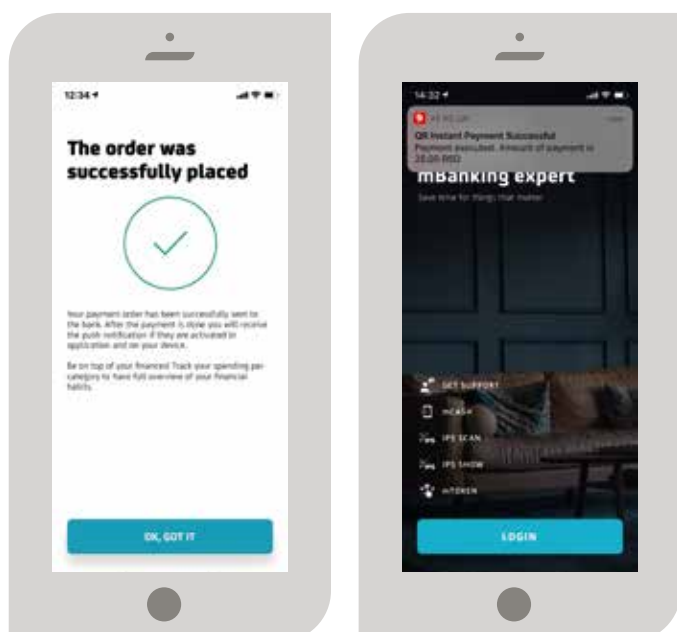 12:34
The order was
successfully placed
Your payment order has been successfully sent to
the bank. After the payment is done you will receive
the push notification if they are activated in
application and on your device.
Be on top of your finances! Track your spending per
category to have full overview of your financial
habits.
OK, GOT IT
14:32
QR Instant Payment Successful
Payment executed. Amount of payment is
20.00 RSD
mBanking expert
Save time for things that matter
GET SUPPORT
mCASH
IPS SCAN
IPS SHOW
mTOKEN
LOGIN